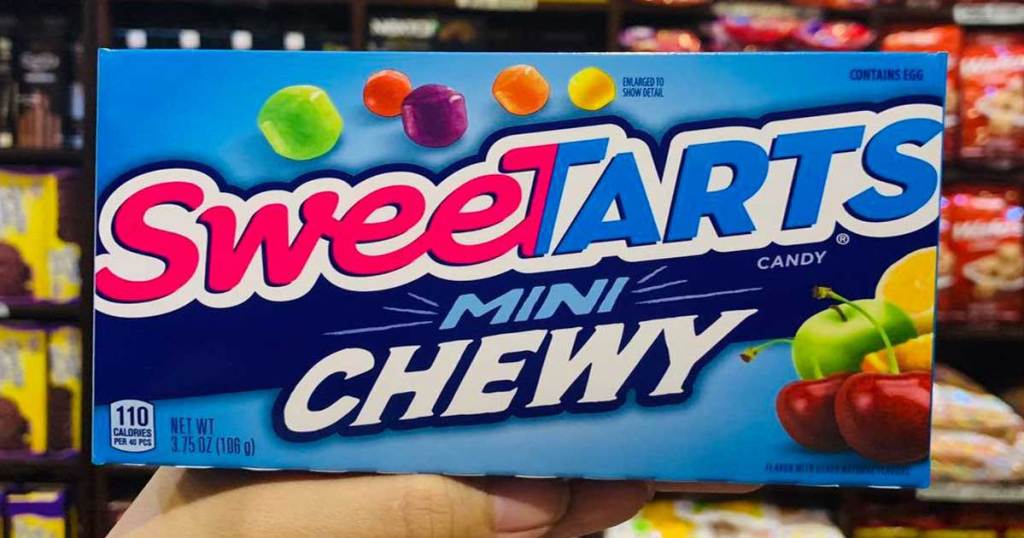 ENLARGED TO
SHOW DETAIL
CONTAINS EGG
SWEETARTS
CANDY ®
MINI
CHEWY
110
CALORIES
PER 40 PCS
NET WT
3.75 OZ (106 g)